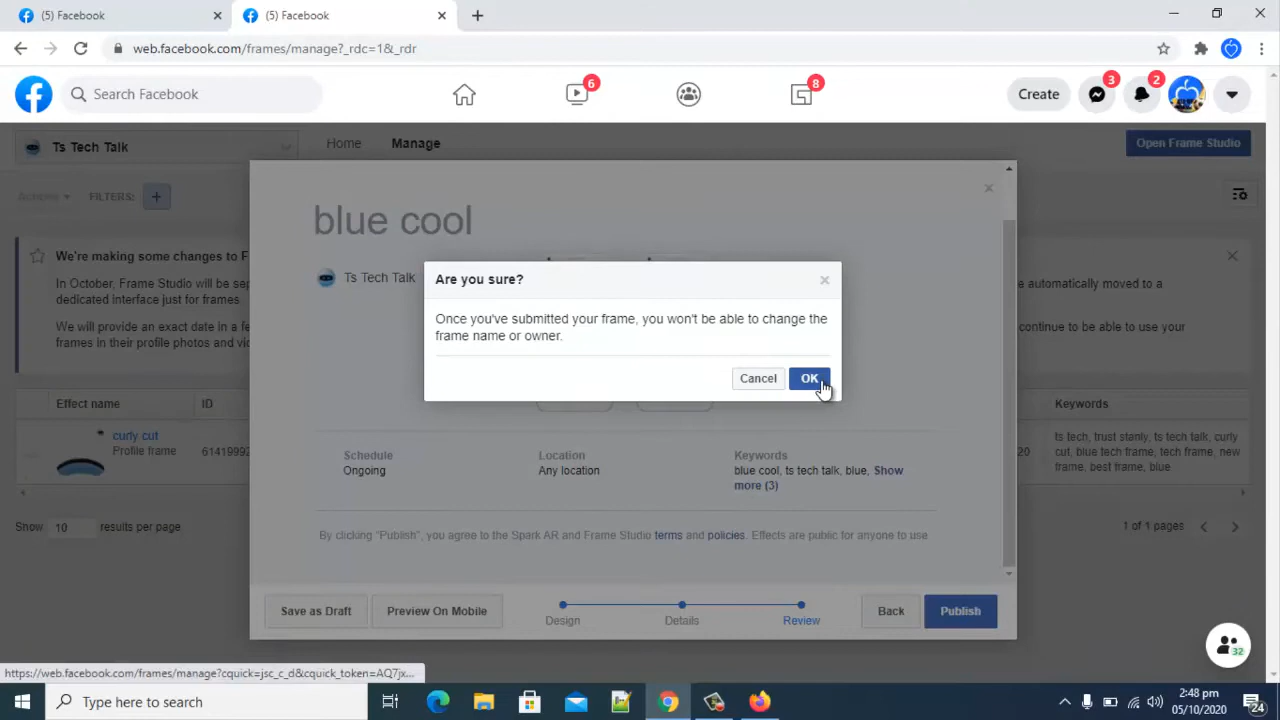 (5) Facebook
(5) Facebook
web.facebook.com/frames/manage?_rdc=1&_rdr
Search Facebook
6
8
Create
3
2
Ts Tech Talk
Home
Manage
Open Frame Studio
Actions
FILTERS:
blue cool
Ts Tech Talk
We're making some changes to F
In October, Frame Studio will be sep
dedicated interface just for frames
We will provide an exact date in a fe
frames in their profile photos and vi
e automatically moved to a
continue to be able to use your
Are you sure?
Once you've submitted your frame, you won't be able to change the
frame name or owner.
Cancel
OK
Effect name
ID
Keywords
curly cut
Profile frame
6141999
20
ts tech, trust stanly, ts tech talk, curly
cut, blue tech frame, tech frame, new
frame, best frame, blue
Schedule
Ongoing
Location
Any location
Keywords
blue cool, ts tech talk, blue, Show
more (3)
Show
10
results per page
1 of 1 pages
By clicking "Publish", you agree to the Spark AR and Frame Studio terms and policies. Effects are public for anyone to use
Save as Draft
Preview On Mobile
Design
Details
Review
Back
Publish
32
https://web.facebook.com/frames/manage?cquick=jsc_c_d&cquick_token=AQ7jx...
Type here to search
2:48 pm
05/10/2020
24